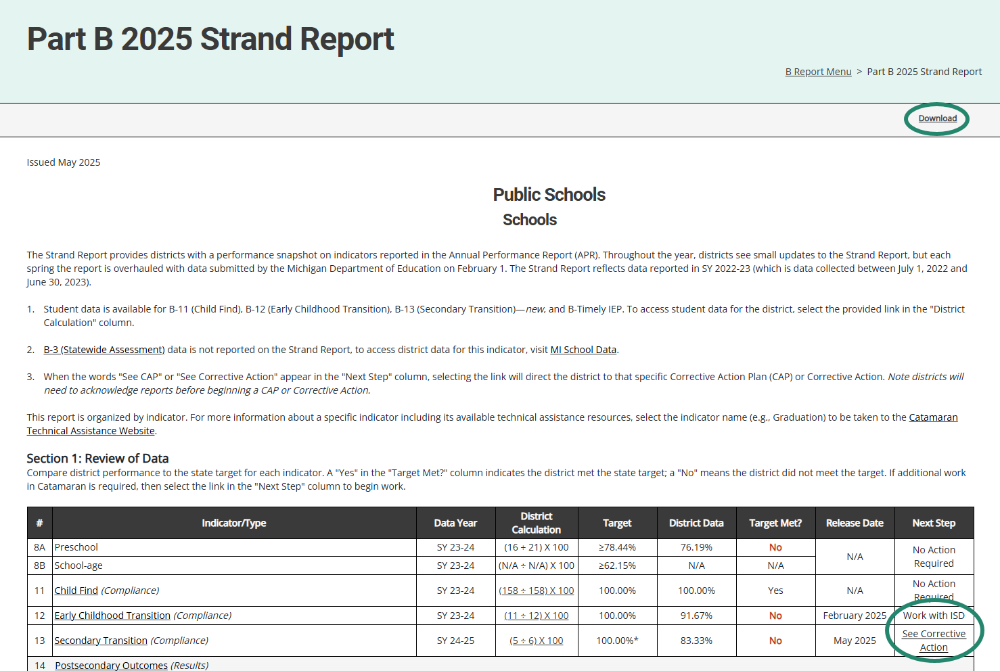 Part B 2025 Strand Report
B Report Menu > Part B 2025 Strand Report
Download
Issued May 2025
Public Schools
Schools
The Strand Report provides districts with a performance snapshot on indicators reported in the Annual Performance Report (APR). Throughout the year, districts see small updates to the Strand Report, but each
spring the report is overhauled with data submitted by the Michigan Department of Education on February 1. The Strand Report reflects data reported in SY 2022-23 (which is data collected between July 1, 2022 and
June 30, 2023).
1. Student data is available for B-11 (Child Find), B-12 (Early Childhood Transition), B-13 (Secondary Transition)—new, and B-Timely IEP. To access student data for the district, select the provided link in the "District
Calculation" column.
2. B-3 (Statewide Assessment) data is not reported on the Strand Report, to access district data for this indicator, visit MI School Data.
3. When the words "See CAP" or "See Corrective Action" appear in the "Next Step" column, selecting the link will direct the district to that specific Corrective Action Plan (CAP) or Corrective Action. Note districts will
need to acknowledge reports before beginning a CAP or Corrective Action.
This report is organized by indicator. For more information about a specific indicator including its available technical assistance resources, select the indicator name (e.g., Graduation) to be taken to the Catamaran
Technical Assistance Website.
Section 1: Review of Data
Compare district performance to the state target for each indicator. A "Yes" in the "Target Met?" column indicates the district met the state target; a "No" means the district did not meet the target. If additional work
in Catamaran is required, then select the link in the "Next Step" column to begin work.
# Indicator/Type Data Year District Calculation Target District Data Target Met? Release Date Next Step
8A Preschool SY 23-24 (16 ÷ 21) X 100 ≥78.44% 76.19% No N/A No Action Required
8B School-age SY 23-24 (N/A ÷ N/A) X 100 ≥62.15% N/A N/A
11 Child Find (Compliance) SY 23-24 (158 ÷ 158) X 100 100.00% 100.00% Yes N/A No Action Required
12 Early Childhood Transition (Compliance) SY 23-24 (11 ÷ 12) X 100 100.00% 91.67% No February 2025 Work with ISD
13 Secondary Transition (Compliance) SY 24-25 (5 ÷ 6) X 100 100.00%* 83.33% No May 2025 See Corrective Action
14 Postsecondary Outcomes (Results)